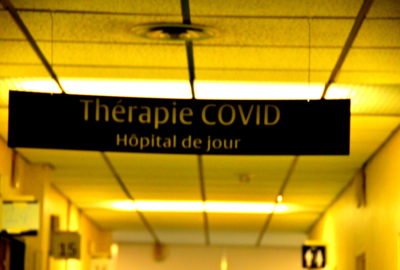 Thérapie COVID
Hôpital de jour
15